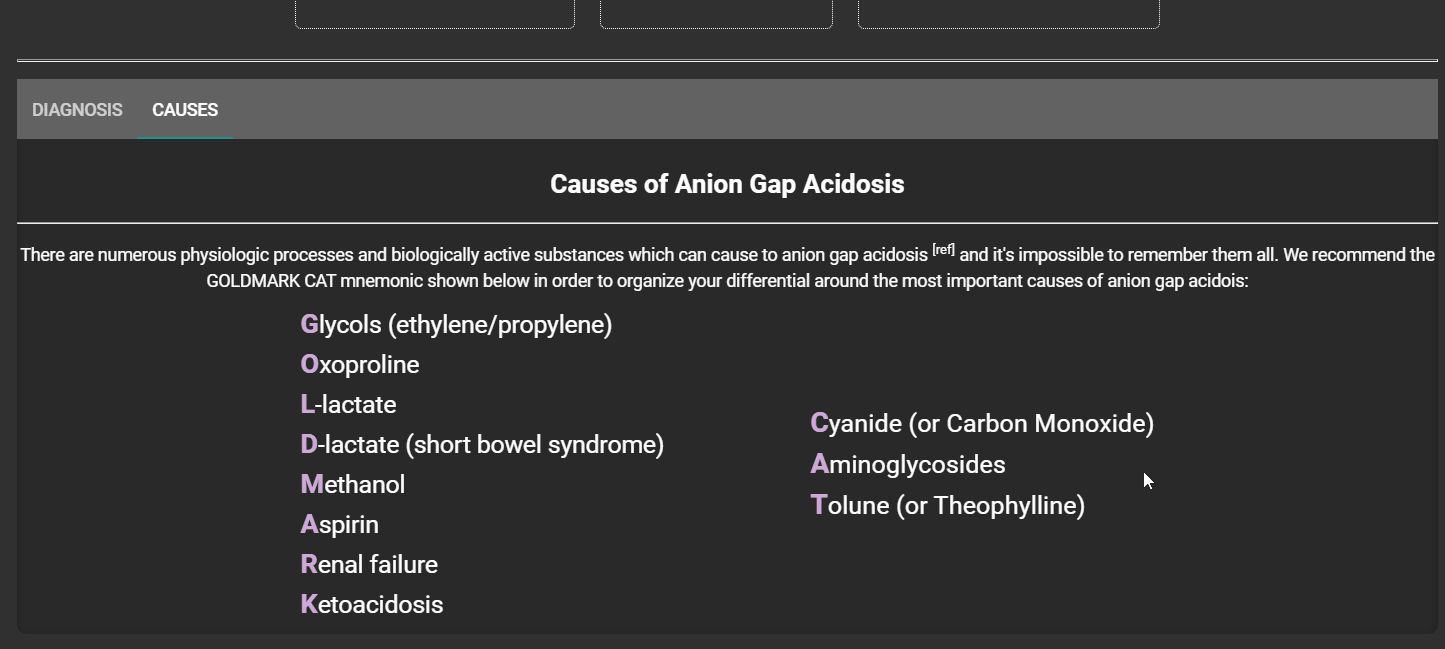 DIAGNOSIS CAUSES
Causes of Anion Gap Acidosis
There are numerous physiologic processes and biologically active substances which can cause to anion gap acidosis [ref] and it's impossible to remember them all. We recommend the
GOLDMARK CAT mnemonic shown below in order to organize your differential around the most important causes of anion gap acidois:
Glycols (ethylene/propylene)
Oxoproline
L-lactate
D-lactate (short bowel syndrome)
Methanol
Aspirin
Renal failure
Ketoacidosis
Cyanide (or Carbon Monoxide)
Aminoglycosides
Tolune (or Theophylline)